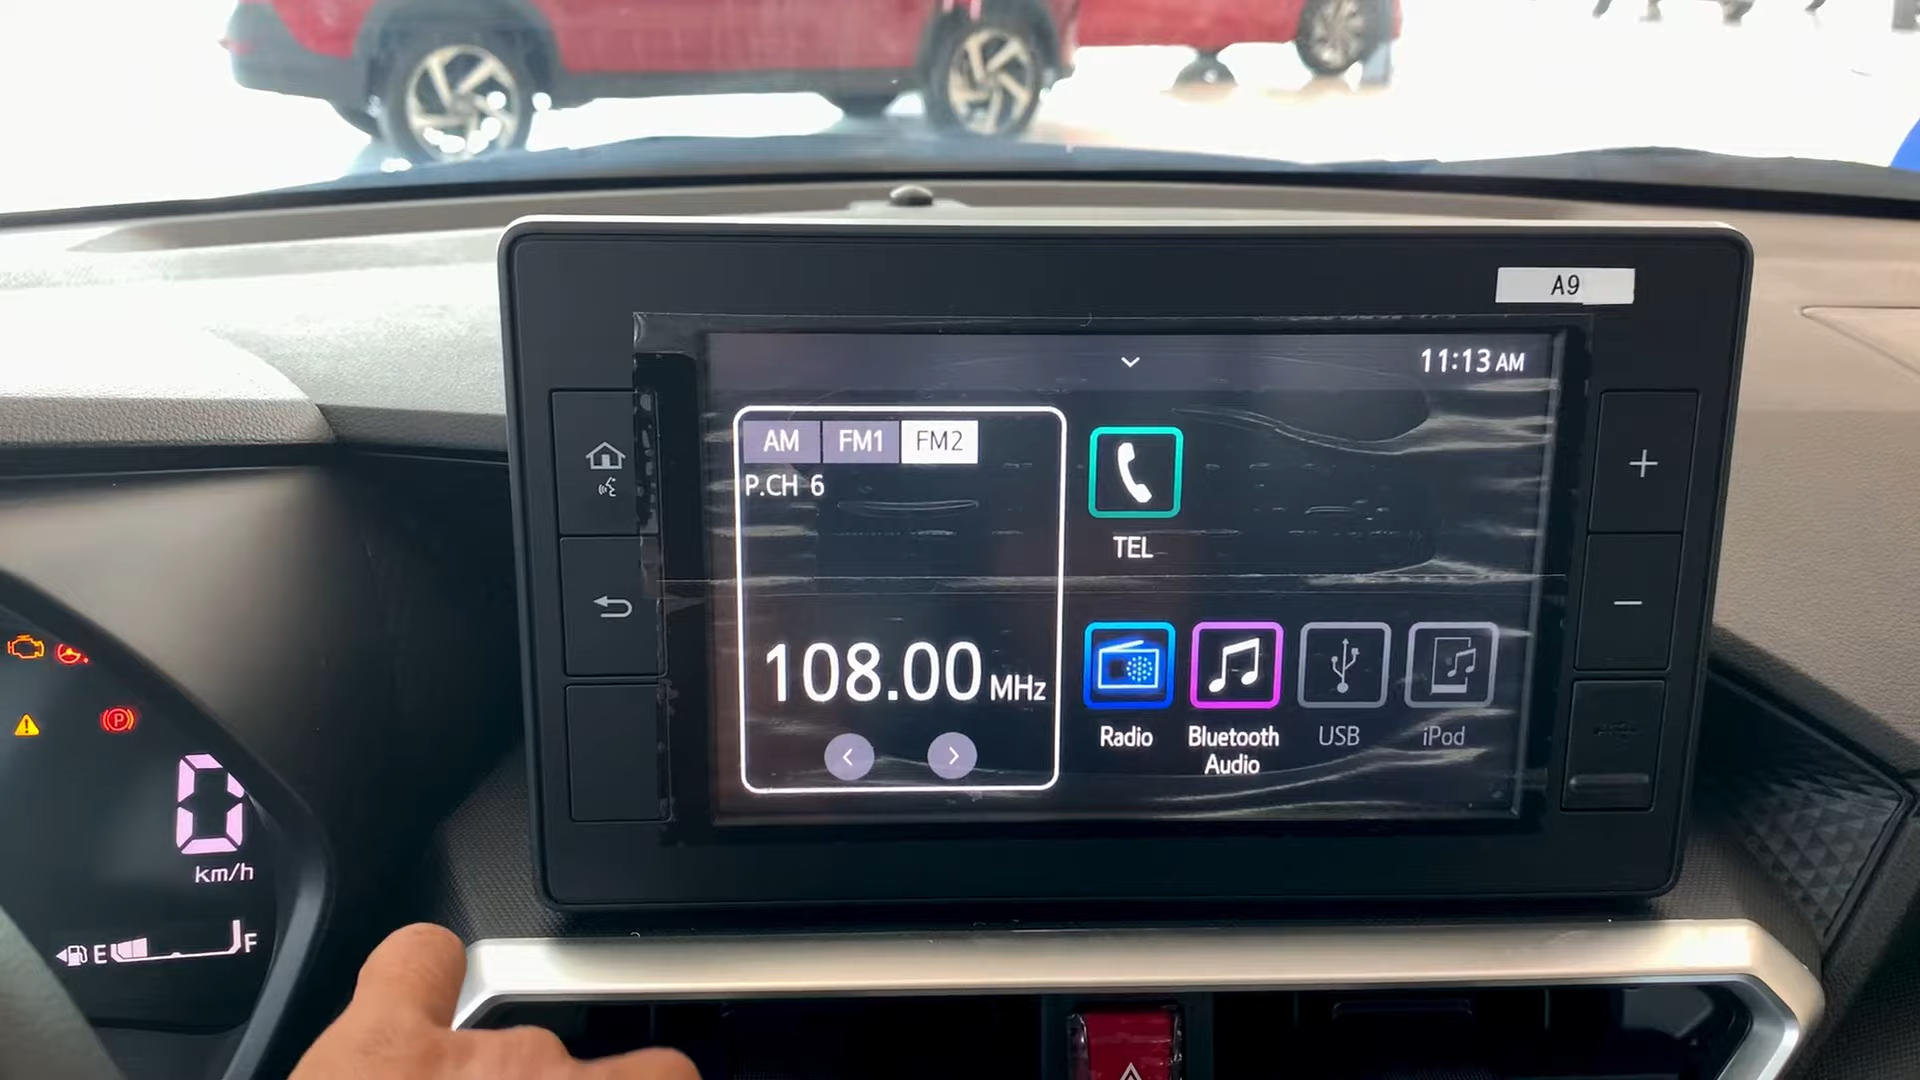 A9
11:13 AM
AM FM1 FM2
P.CH 6
TEL
108.00 MHz
Radio
Bluetooth Audio
USB
iPod
P
0
km/h
E F